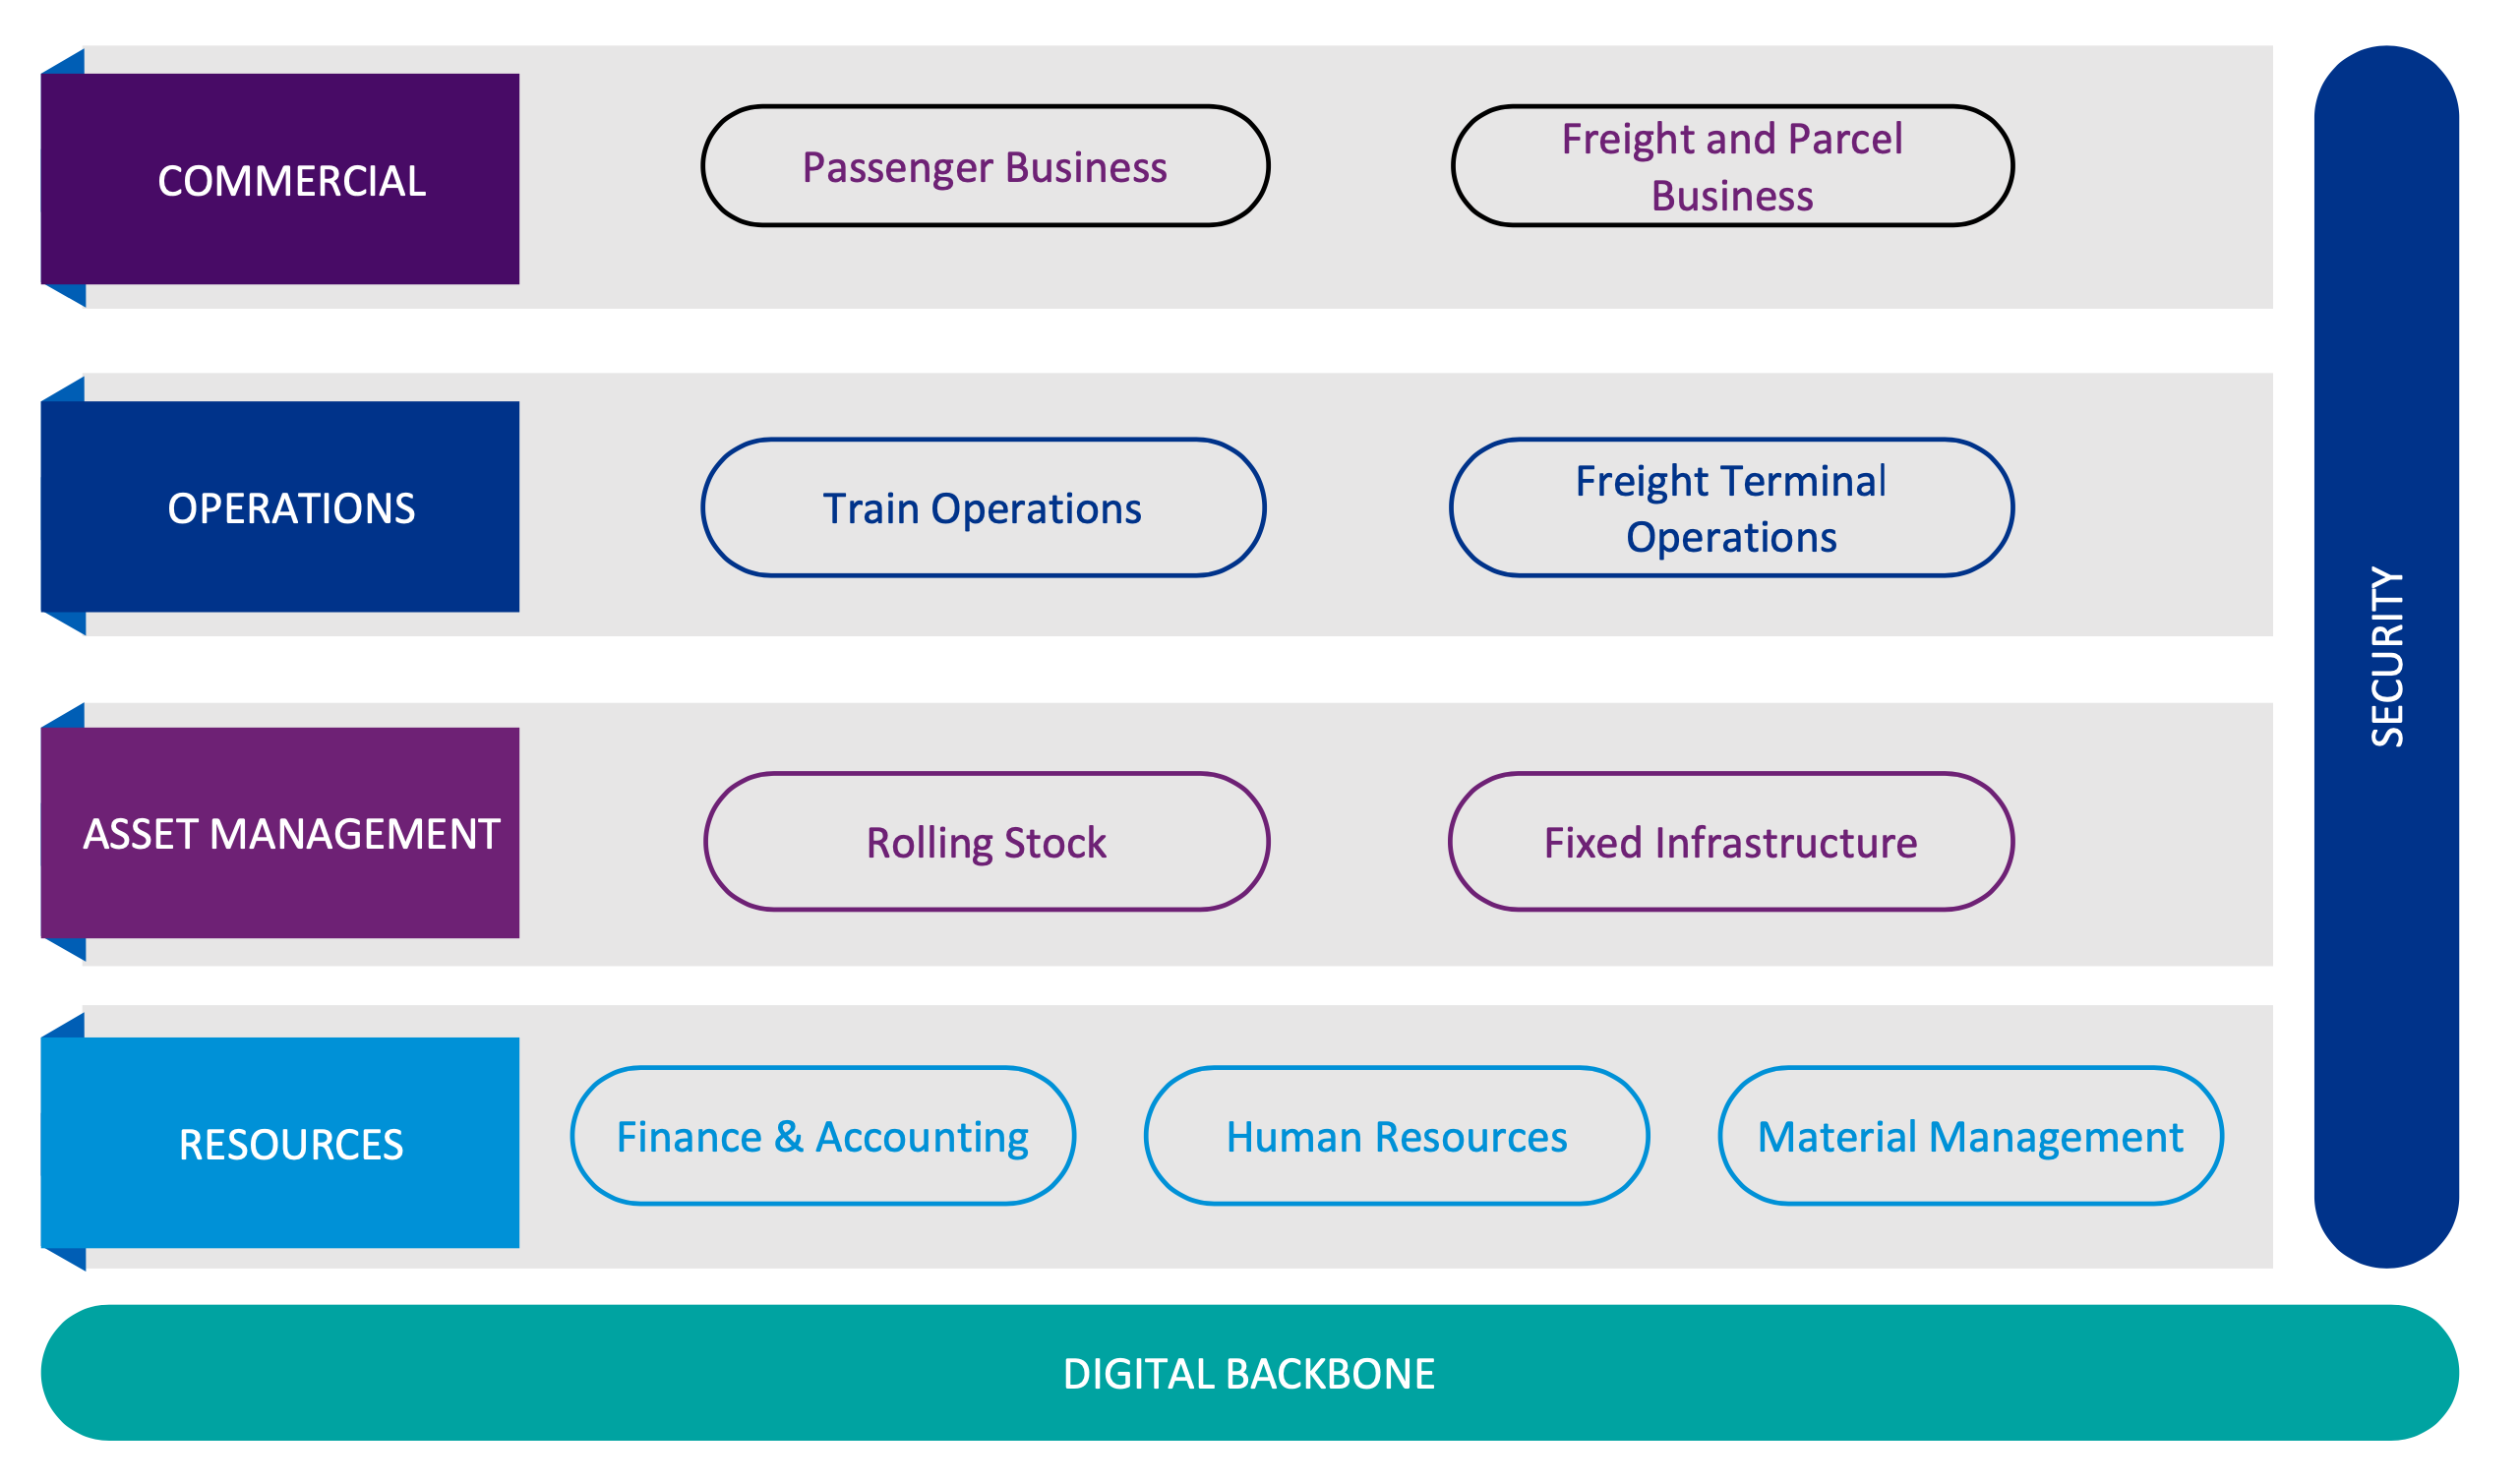 COMMERCIAL
Passenger Business
Freight and Parcel
Business
OPERATIONS
Train Operations
Freight Terminal
Operations
ASSET MANAGEMENT
Rolling Stock
Fixed Infrastructure
RESOURCES
Finance & Accounting
Human Resources
Material Management
SECURITY
DIGITAL BACKBONE